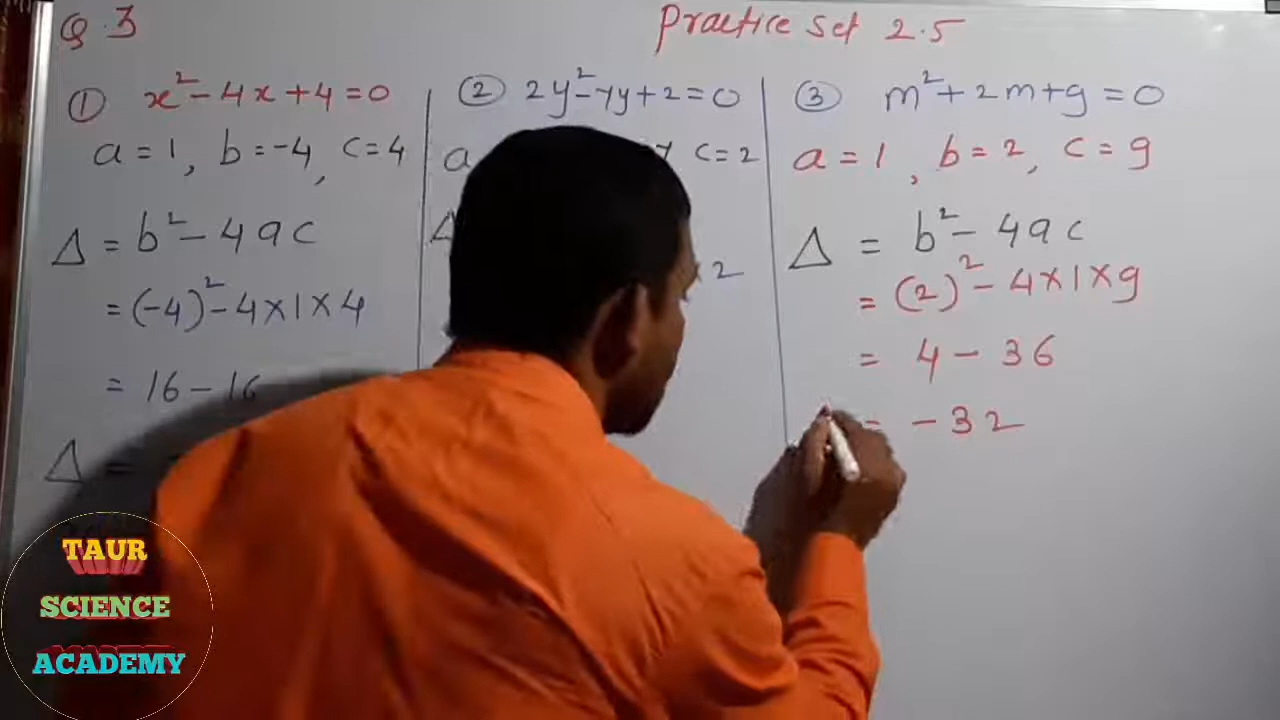 Q.3
Practice Set 2.5
① x² - 4x + 4 = 0
a = 1, b = -4, c = 4
Δ = b² - 4ac
= (-4)² - 4 × 1 × 4
= 16 - 16
Δ =
② 2y² - 7y + 2 = 0
a c = 2
Δ
2
③ m² + 2m + 9 = 0
a = 1, b = 2, c = 9
Δ = b² - 4ac
= (2)² - 4 × 1 × 9
= 4 - 36
= -32
TAUR
SCIENCE
ACADEMY